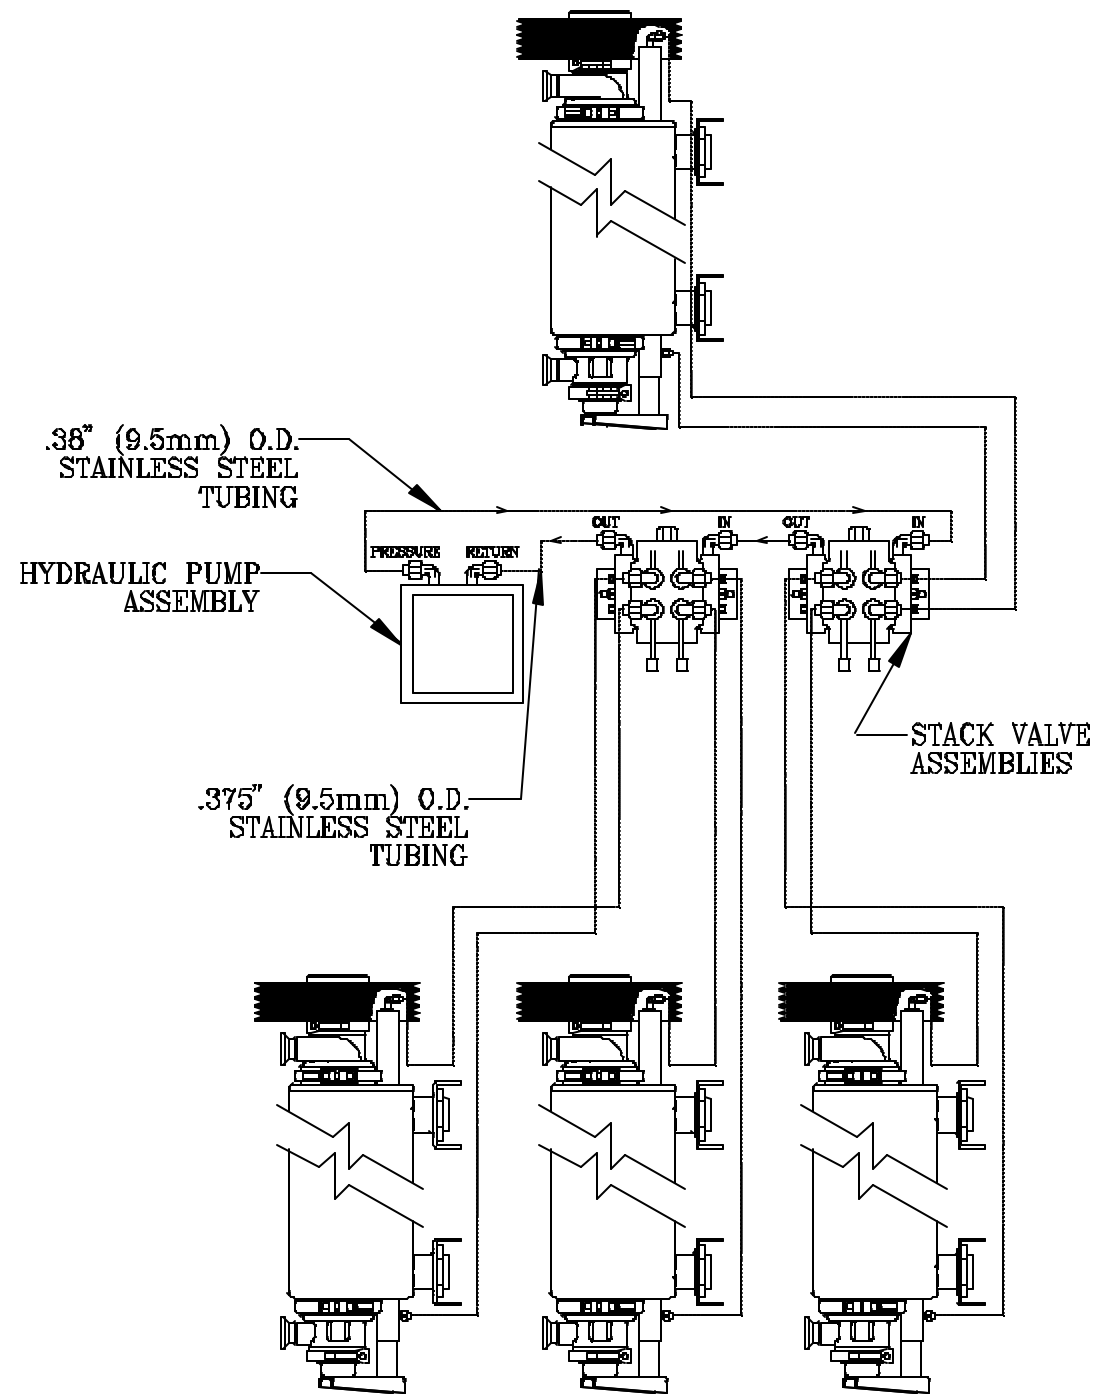 .38" (9.5mm) O.D.
STAINLESS STEEL
TUBING
OUT
IN
OUT
IN
PRESSURE
RETURN
HYDRAULIC PUMP
ASSEMBLY
STACK VALVE
ASSEMBLIES
.375" (9.5mm) O.D.
STAINLESS STEEL
TUBING